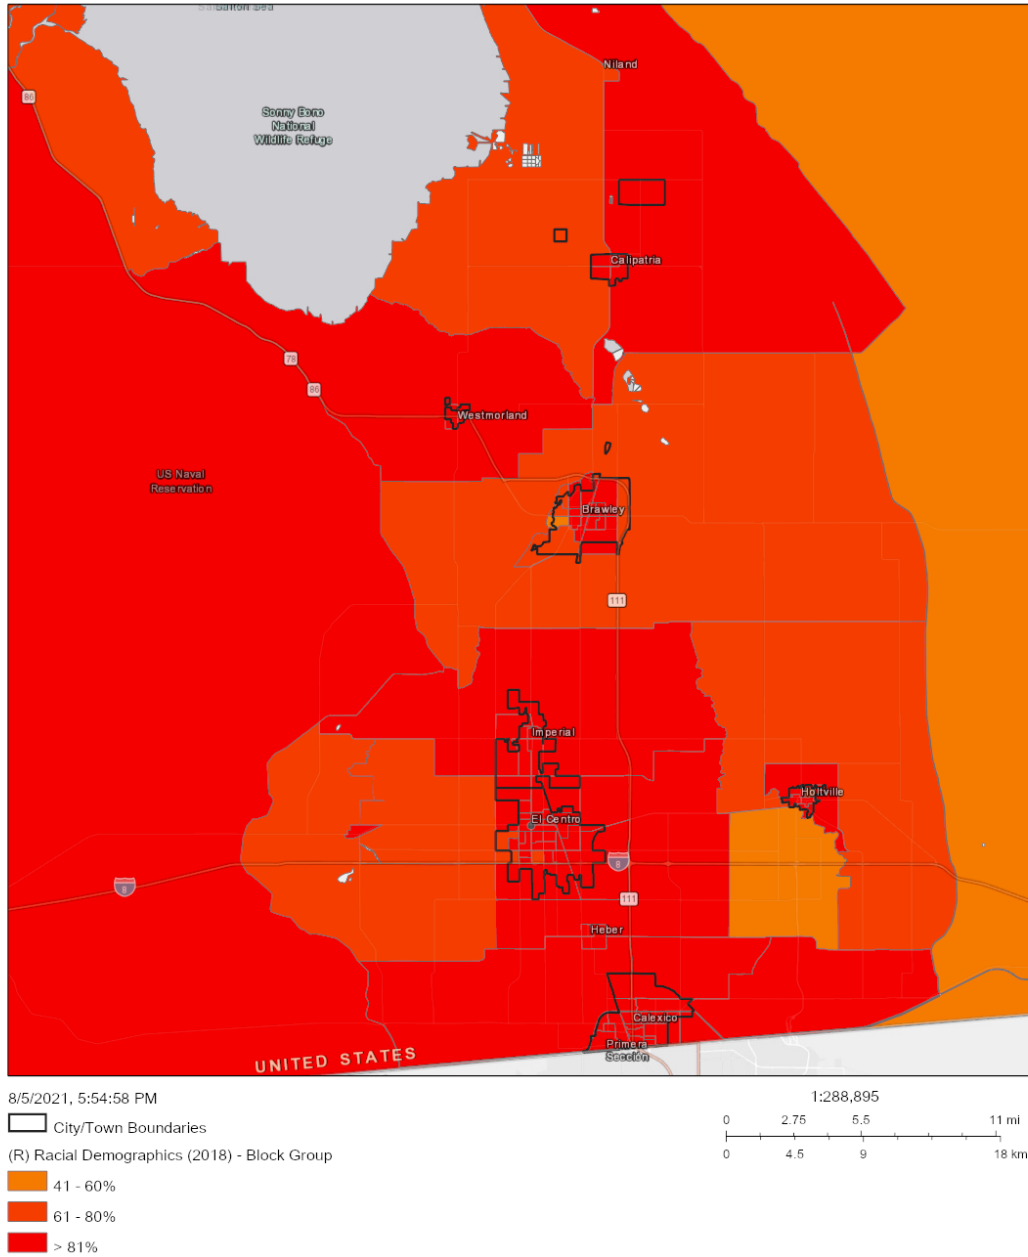 Salton Sea
Niland
86
Sonny Bono
National
Wildlife Refuge
Calipatria
78
86
Westmorland
US Naval
Reservation
Brawley
111
Imperial
Holtville
El Centro
8
8
111
Heber
Calexico
Primera
Sección
UNITED STATES
8/5/2021, 5:54:58 PM
City/Town Boundaries
(R) Racial Demographics (2018) - Block Group
41 - 60%
61 - 80%
> 81%
1:288,895
0 2.75 5.5 11 mi
0 4.5 9 18 km